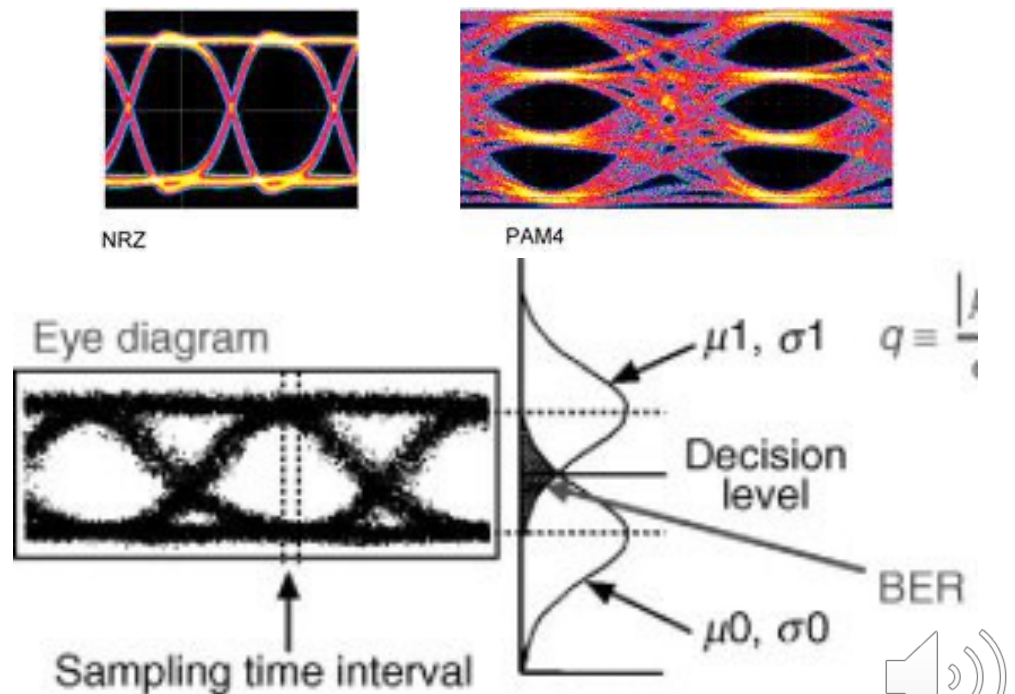 NRZ
PAM4
Eye diagram
μ1, σ1
q ≡
Decision
level
BER
μ0, σ0
Sampling time interval